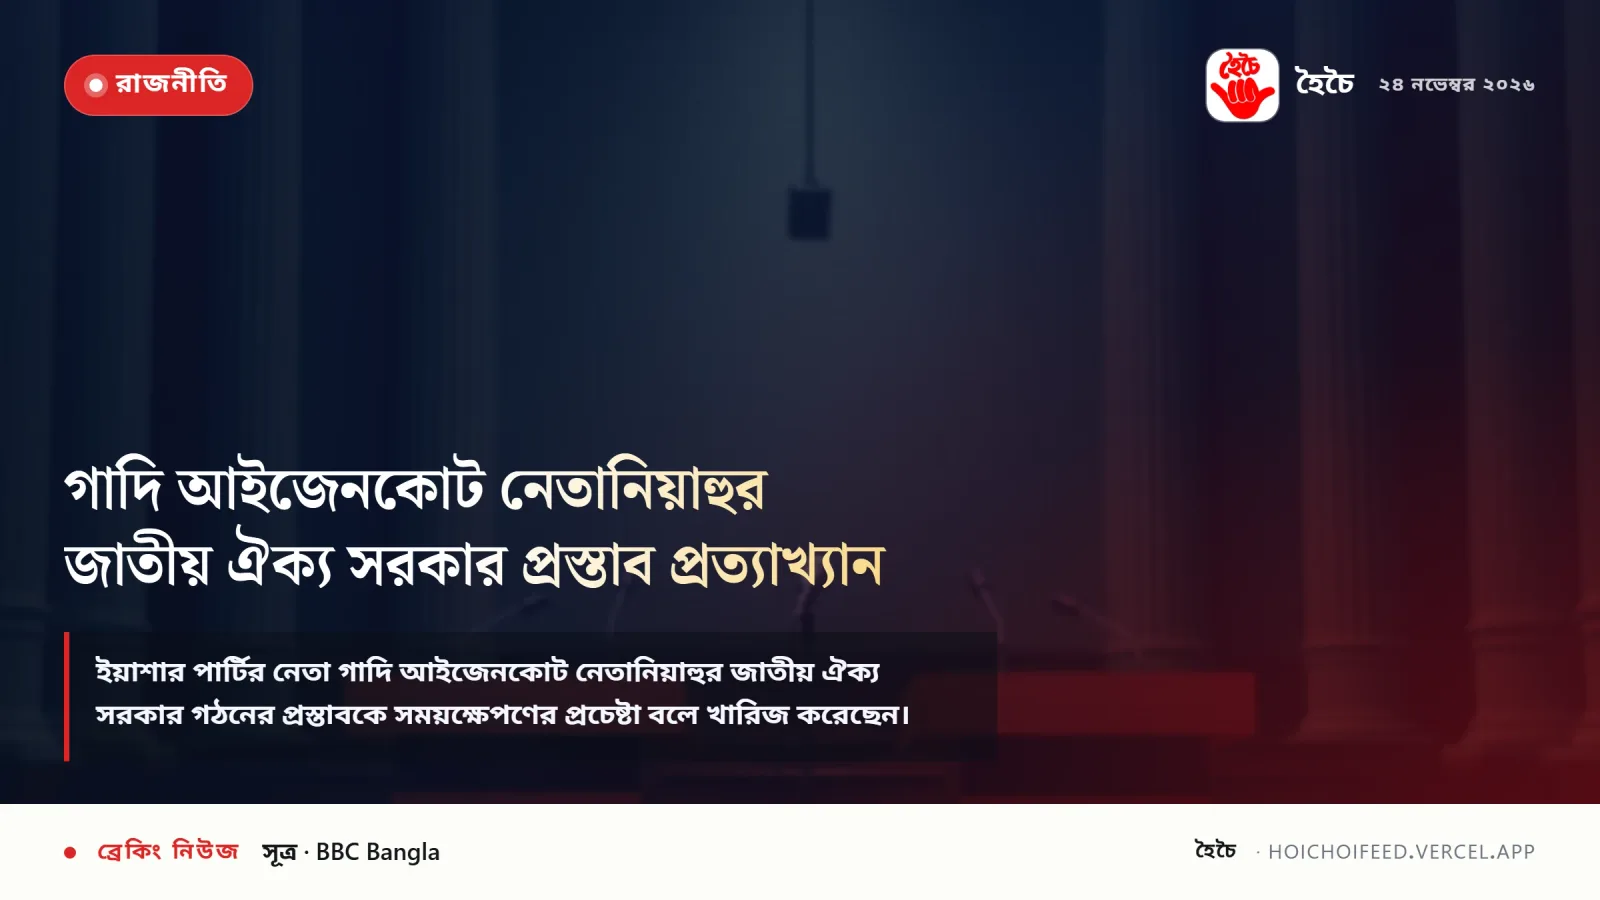 রাজনীতি
হৈচৈ
হৈচৈ
২৪ নভেম্বর ২০২৬
গাদি আইজেনকোট নেতানিয়াহুর
জাতীয় ঐক্য সরকার প্রস্তাব প্রত্যাখ্যান
ইয়াশার পার্টির নেতা গাদি আইজেনকোট নেতানিয়াহুর জাতীয় ঐক্য
সরকার গঠনের প্রস্তাবকে সময়ক্ষেপণের প্রচেষ্টা বলে খারিজ করেছেন।
ব্রেকিং নিউজ সূত্র · BBC Bangla
হৈচৈ · HOICHOIFEED.VERCEL.APP